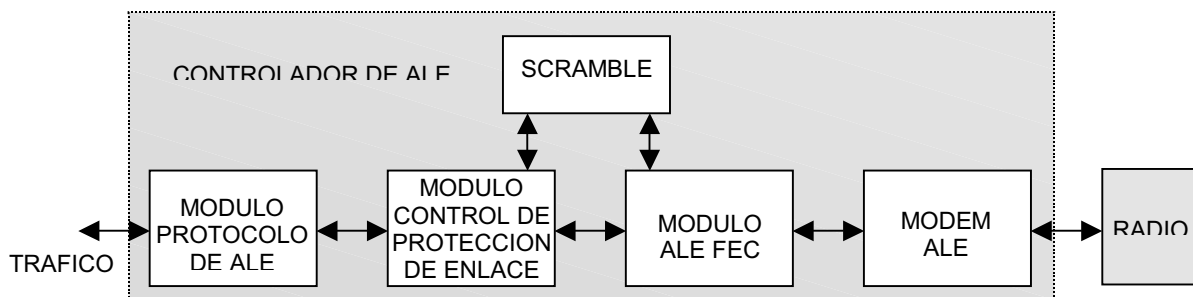 CONTROLADOR DE ALE
SCRAMBLE
TRAFICO
MODULO
PROTOCOLO
DE ALE
MODULO
CONTROL DE
PROTECCION
DE ENLACE
MODULO
ALE FEC
MODEM
ALE
RADIO